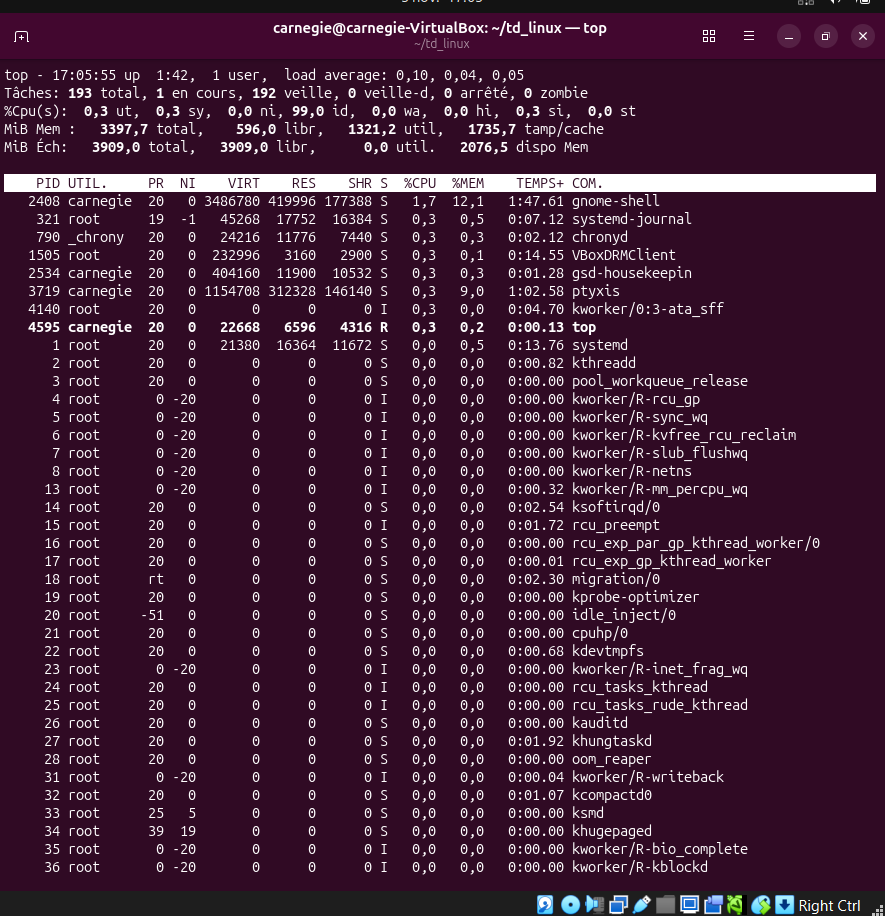 carnegie@carnegie-VirtualBox: ~/td_linux — top
~/td_linux
top - 17:05:55 up  1:42,  1 user,  load average: 0,10, 0,04, 0,05
Tâches: 193 total, 1 en cours, 192 veille, 0 veille-d, 0 arrêté, 0 zombie
%Cpu(s):  0,3 ut,  0,3 sy,  0,0 ni, 99,0 id,  0,0 wa,  0,0 hi,  0,3 si,  0,0 st
MiB Mem :   3397,7 total,    596,0 libr,   1321,2 util,   1735,7 tamp/cache
MiB Éch:   3909,0 total,   3909,0 libr,      0,0 util.   2076,5 dispo Mem
PID UTIL.     PR  NI    VIRT    RES    SHR S  %CPU  %MEM    TEMPS+ COM.
2408 carnegie  20   0 3486780 419996 177388 S   1,7  12,1   1:47.61 gnome-shell
321 root      19  -1   45268  17752  16384 S   0,3   0,5   0:07.12 systemd-journal
790 _chrony   20   0   24216  11776   7440 S   0,3   0,3   0:02.12 chronyd
1505 root      20   0  232996   3160   2900 S   0,3   0,1   0:14.55 VBoxDRMClient
2534 carnegie  20   0  404160  11900  10532 S   0,3   0,3   0:01.28 gsd-housekeepin
3719 carnegie  20   0 1154708 312328 146140 S   0,3   9,0   1:02.58 ptyxis
4140 root      20   0       0      0      0 I   0,3   0,0   0:04.70 kworker/0:3-ata_sff
4595 carnegie  20   0   22668   6596   4316 R   0,3   0,2   0:00.13 top
1 root      20   0   21380  16364  11672 S   0,0   0,5   0:13.76 systemd
2 root      20   0       0      0      0 S   0,0   0,0   0:00.82 kthreadd
3 root      20   0       0      0      0 S   0,0   0,0   0:00.00 pool_workqueue_release
4 root       0 -20       0      0      0 I   0,0   0,0   0:00.00 kworker/R-rcu_gp
5 root       0 -20       0      0      0 I   0,0   0,0   0:00.00 kworker/R-sync_wq
6 root       0 -20       0      0      0 I   0,0   0,0   0:00.00 kworker/R-kvfree_rcu_reclaim
7 root       0 -20       0      0      0 I   0,0   0,0   0:00.00 kworker/R-slub_flushwq
8 root       0 -20       0      0      0 I   0,0   0,0   0:00.00 kworker/R-netns
13 root       0 -20       0      0      0 I   0,0   0,0   0:00.32 kworker/R-mm_percpu_wq
14 root      20   0       0      0      0 S   0,0   0,0   0:02.54 ksoftirqd/0
15 root      20   0       0      0      0 I   0,0   0,0   0:01.72 rcu_preempt
16 root      20   0       0      0      0 S   0,0   0,0   0:00.00 rcu_exp_par_gp_kthread_worker/0
17 root      20   0       0      0      0 S   0,0   0,0   0:00.01 rcu_exp_gp_kthread_worker
18 root      rt   0       0      0      0 S   0,0   0,0   0:02.30 migration/0
19 root      20   0       0      0      0 S   0,0   0,0   0:00.00 kprobe-optimizer
20 root     -51   0       0      0      0 S   0,0   0,0   0:00.00 idle_inject/0
21 root      20   0       0      0      0 S   0,0   0,0   0:00.00 cpuhp/0
22 root      20   0       0      0      0 S   0,0   0,0   0:00.68 kdevtmpfs
23 root       0 -20       0      0      0 I   0,0   0,0   0:00.00 kworker/R-inet_frag_wq
24 root      20   0       0      0      0 I   0,0   0,0   0:00.00 rcu_tasks_kthread
25 root      20   0       0      0      0 I   0,0   0,0   0:00.00 rcu_tasks_rude_kthread
26 root      20   0       0      0      0 S   0,0   0,0   0:00.00 kauditd
27 root      20   0       0      0      0 S   0,0   0,0   0:01.92 khungtaskd
28 root      20   0       0      0      0 S   0,0   0,0   0:00.00 oom_reaper
31 root       0 -20       0      0      0 I   0,0   0,0   0:00.04 kworker/R-writeback
32 root      20   0       0      0      0 S   0,0   0,0   0:01.07 kcompactd0
33 root      25   5       0      0      0 S   0,0   0,0   0:00.00 ksmd
34 root      39  19       0      0      0 S   0,0   0,0   0:00.00 khugepaged
35 root       0 -20       0      0      0 I   0,0   0,0   0:00.00 kworker/R-bio_complete
36 root       0 -20       0      0      0 I   0,0   0,0   0:00.00 kworker/R-kblockd
Right Ctrl